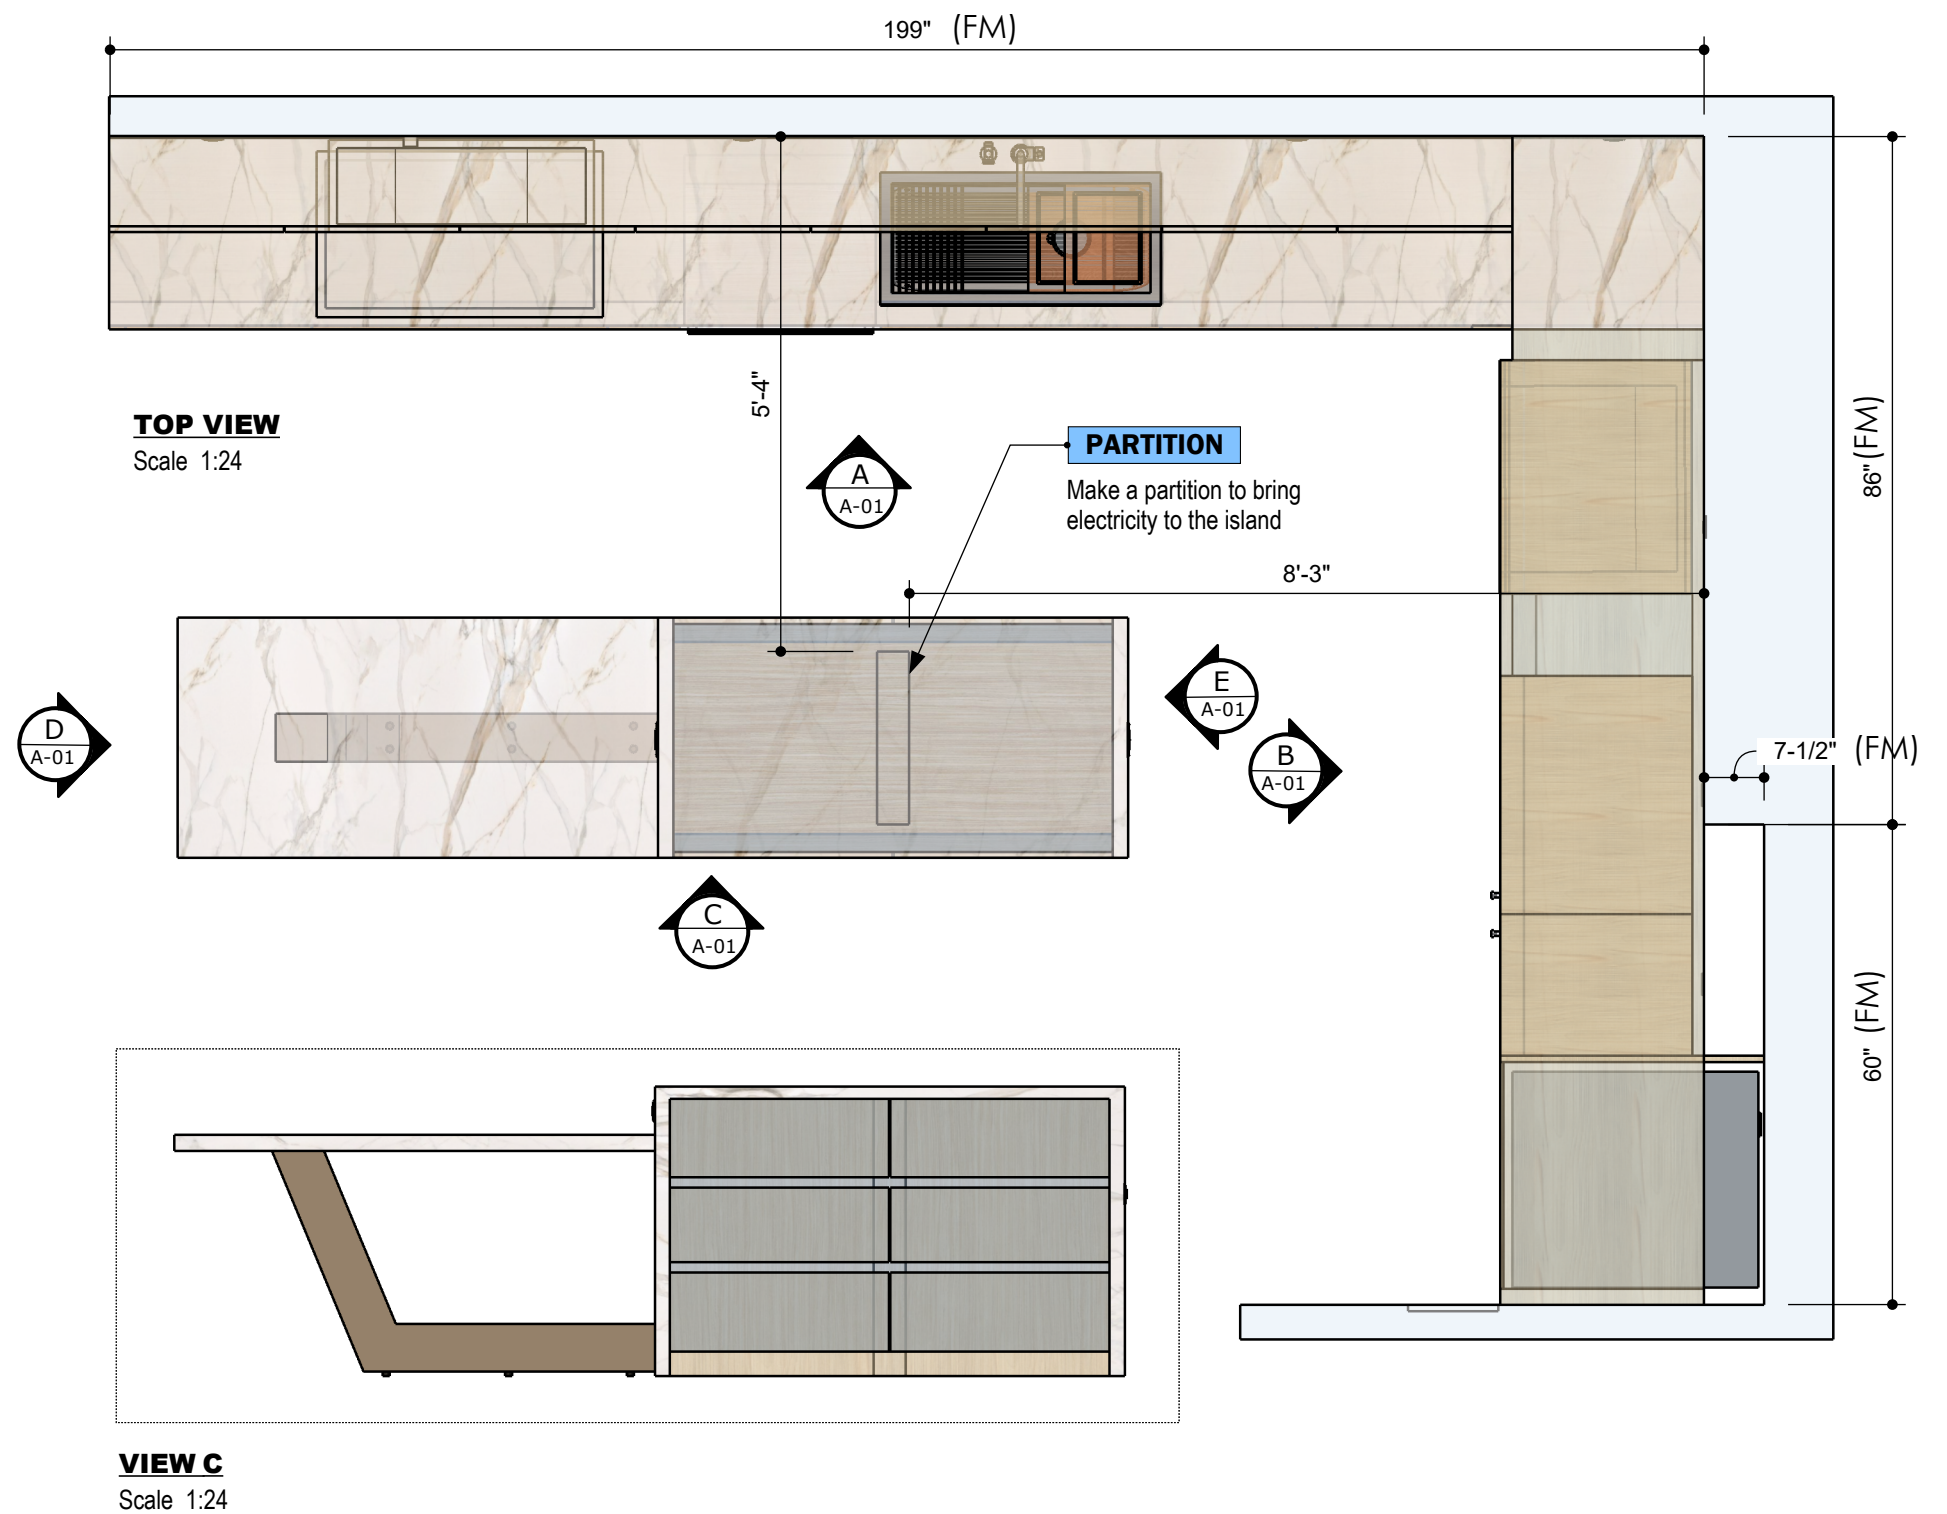 199" (FM)
TOP VIEW
Scale 1:24
5'-4"
A
A-01
PARTITION
Make a partition to bring
electricity to the island
8'-3"
86" (FM)
E
A-01
D
A-01
B
A-01
7-1/2" (FM)
C
A-01
60" (FM)
VIEW C
Scale 1:24